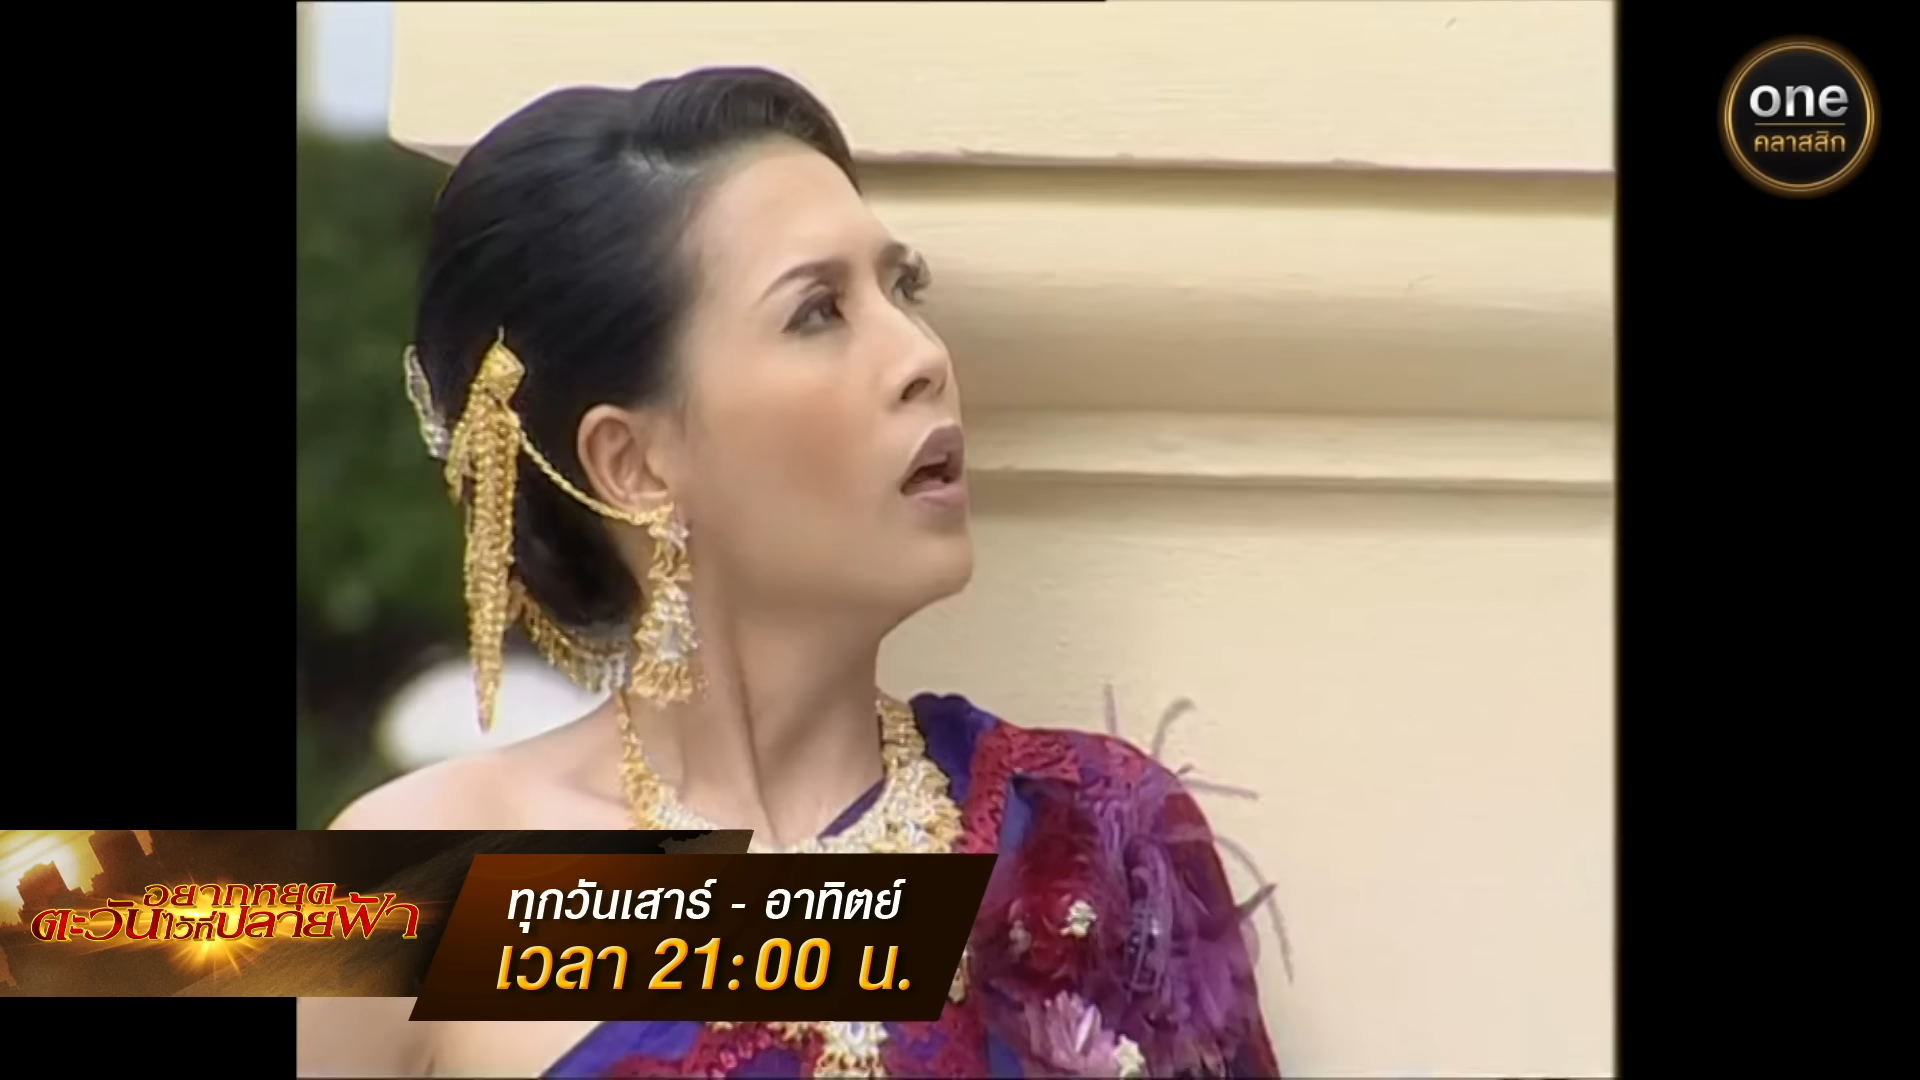 one
คลาสสิก
อยากหยุด
ตะวันไว้ที่ปลายฟ้า
ทุกวันเสาร์ - อาทิตย์
เวลา 21:00 น.